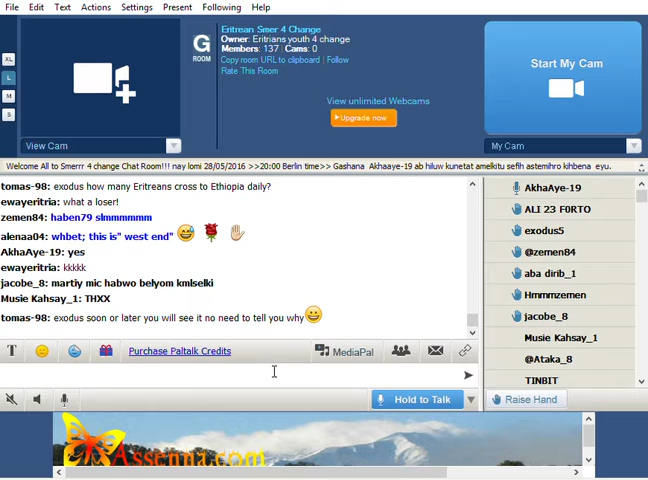 File Edit Text Actions Settings Present Following Help
XL
L
M
S
View Cam
G
ROOM
Eritrean Smer 4 Change
Owner: Eritrians youth 4 change
Members: 137 Cams: 0
Copy room URL to clipboard | Follow
Rate This Room
View unlimited Webcams
Upgrade now
Start My Cam
My Cam
Welcome All to Smerrr 4 change Chat Room!!! nay lomi 28/05/2016 >>20:00 Berlin time>> Gashana Akhaaye-19 ab hiluw kunetat amelkitu sefih astemihro kihbena eyu.
tomas-98: exodus how many Eritreans cross to Ethiopia daily?
ewayeritria: what a loser!
zemen84: haben79 slmmmmmmm
alenaa04: whbet; this is" west end"
AkhaAye-19: yes
ewayeritria: kkkkk
jacobe_8: martiy mic habwo belyom kmlselki
Musie Kahsay_1: THXX
tomas-98: exodus soon or later you will see it no need to tell you why
AkhaAye-19
ALI 23 F0RTO
exodus5
@zemen84
aba dirib_1
Hmmmzemen
jacobe_8
Musie Kahsay_1
@Ataka_8
TINBIT
T
Purchase Paltalk Credits
MediaPal
Hold to Talk
Raise Hand
Assenna.com